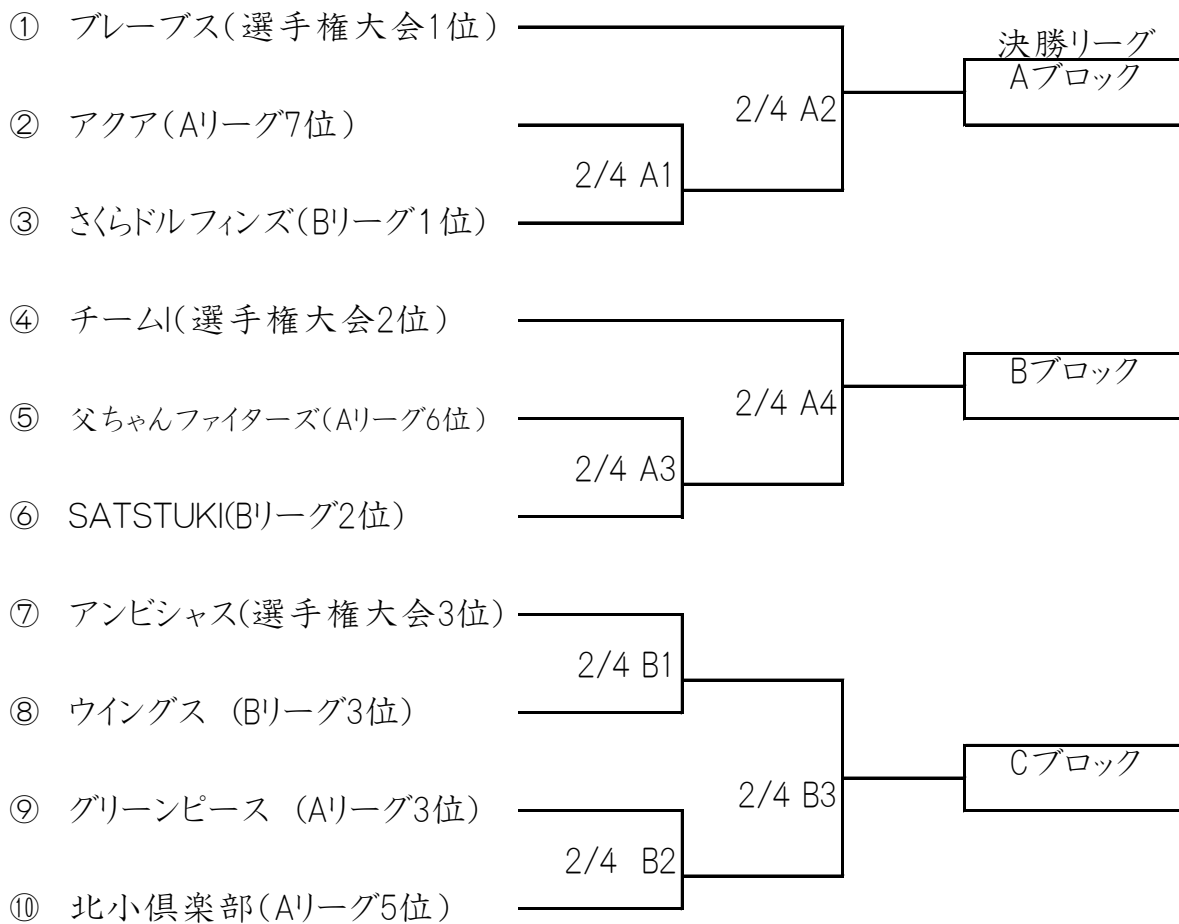 ① ブレーブス(選手権大会1位)
決勝リーグ
Aブロック
2/4 A2
② アクア(Aリーグ7位)
2/4 A1
③ さくらドルフィンズ(Bリーグ1位)
④ チームI(選手権大会2位)
Bブロック
2/4 A4
⑤ 父ちゃんファイターズ(Aリーグ6位)
2/4 A3
⑥ SATSTUKI(Bリーグ2位)
⑦ アンビシャス(選手権大会3位)
2/4 B1
⑧ ウイングス (Bリーグ3位)
Cブロック
2/4 B3
⑨ グリーンピース (Aリーグ3位)
2/4 B2
⑩ 北小倶楽部(Aリーグ5位)